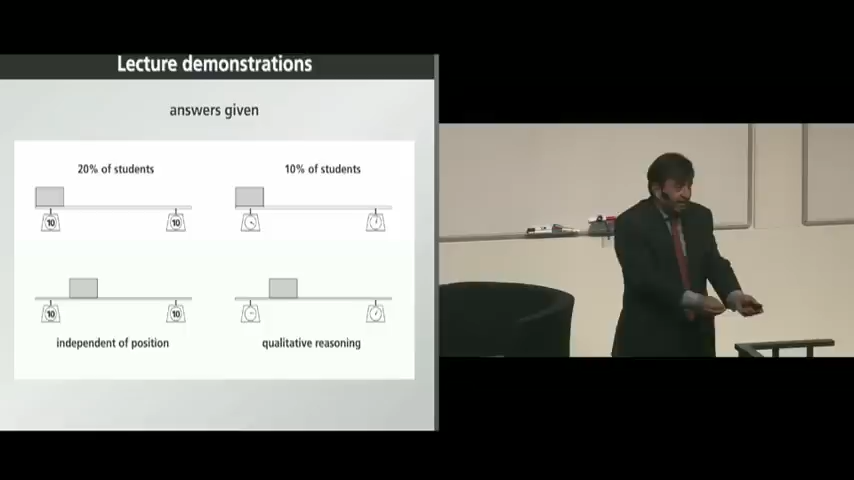 Lecture demonstrations
answers given
20% of students
10% of students
10
10
10
10
independent of position
qualitative reasoning